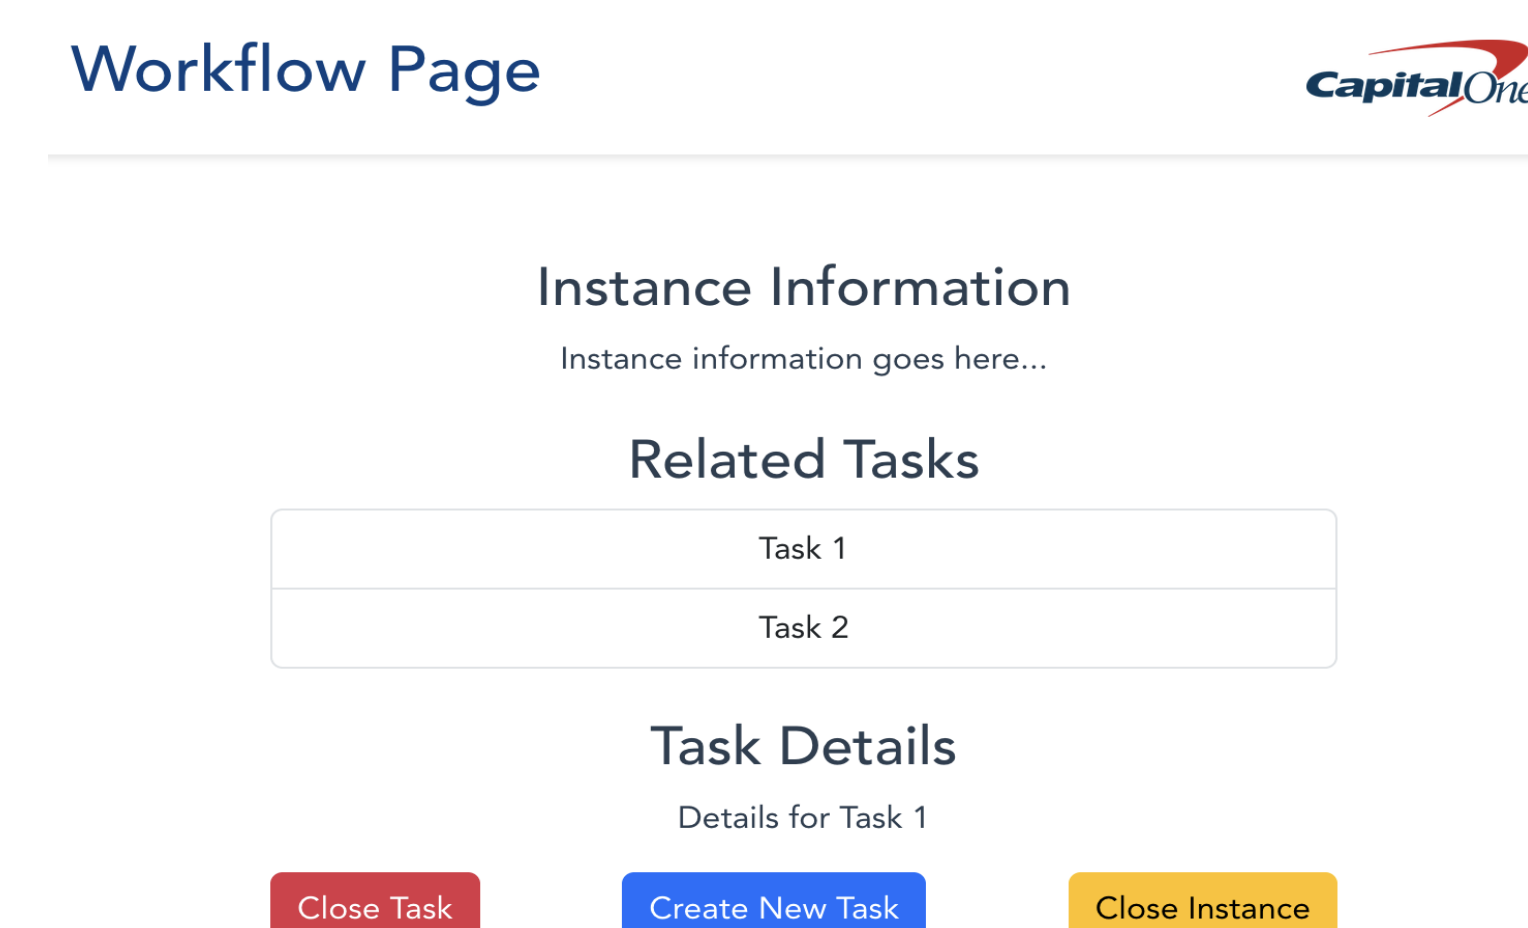 Workflow Page
CapitalOne
Instance Information
Instance information goes here...
Related Tasks
Task 1
Task 2
Task Details
Details for Task 1
Close Task
Create New Task
Close Instance